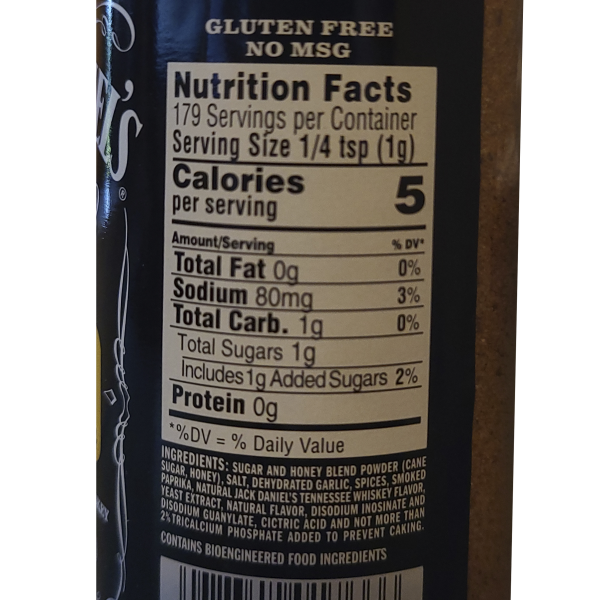 GLUTEN FREE
NO MSG
'S®
Nutrition Facts
179 Servings per Container
Serving Size 1/4 tsp (1g)
Calories 5
per serving
Amount/Serving % DV*
Total Fat 0g 0%
Sodium 80mg 3%
Total Carb. 1g 0%
Total Sugars 1g
Includes 1g Added Sugars 2%
Protein 0g
*%DV = % Daily Value
INGREDIENTS: SUGAR AND HONEY BLEND POWDER (CANE
SUGAR, HONEY), SALT, DEHYDRATED GARLIC, SPICES, SMOKED
PAPRIKA, NATURAL JACK DANIEL'S TENNESSEE WHISKEY FLAVOR,
YEAST EXTRACT, NATURAL FLAVOR, DISODIUM INOSINATE AND
DISODIUM GUANYLATE, CICTRIC ACID AND NOT MORE THAN
2% TRICALCIUM PHOSPHATE ADDED TO PREVENT CAKING.
CONTAINS BIOENGINEERED FOOD INGREDIENTS